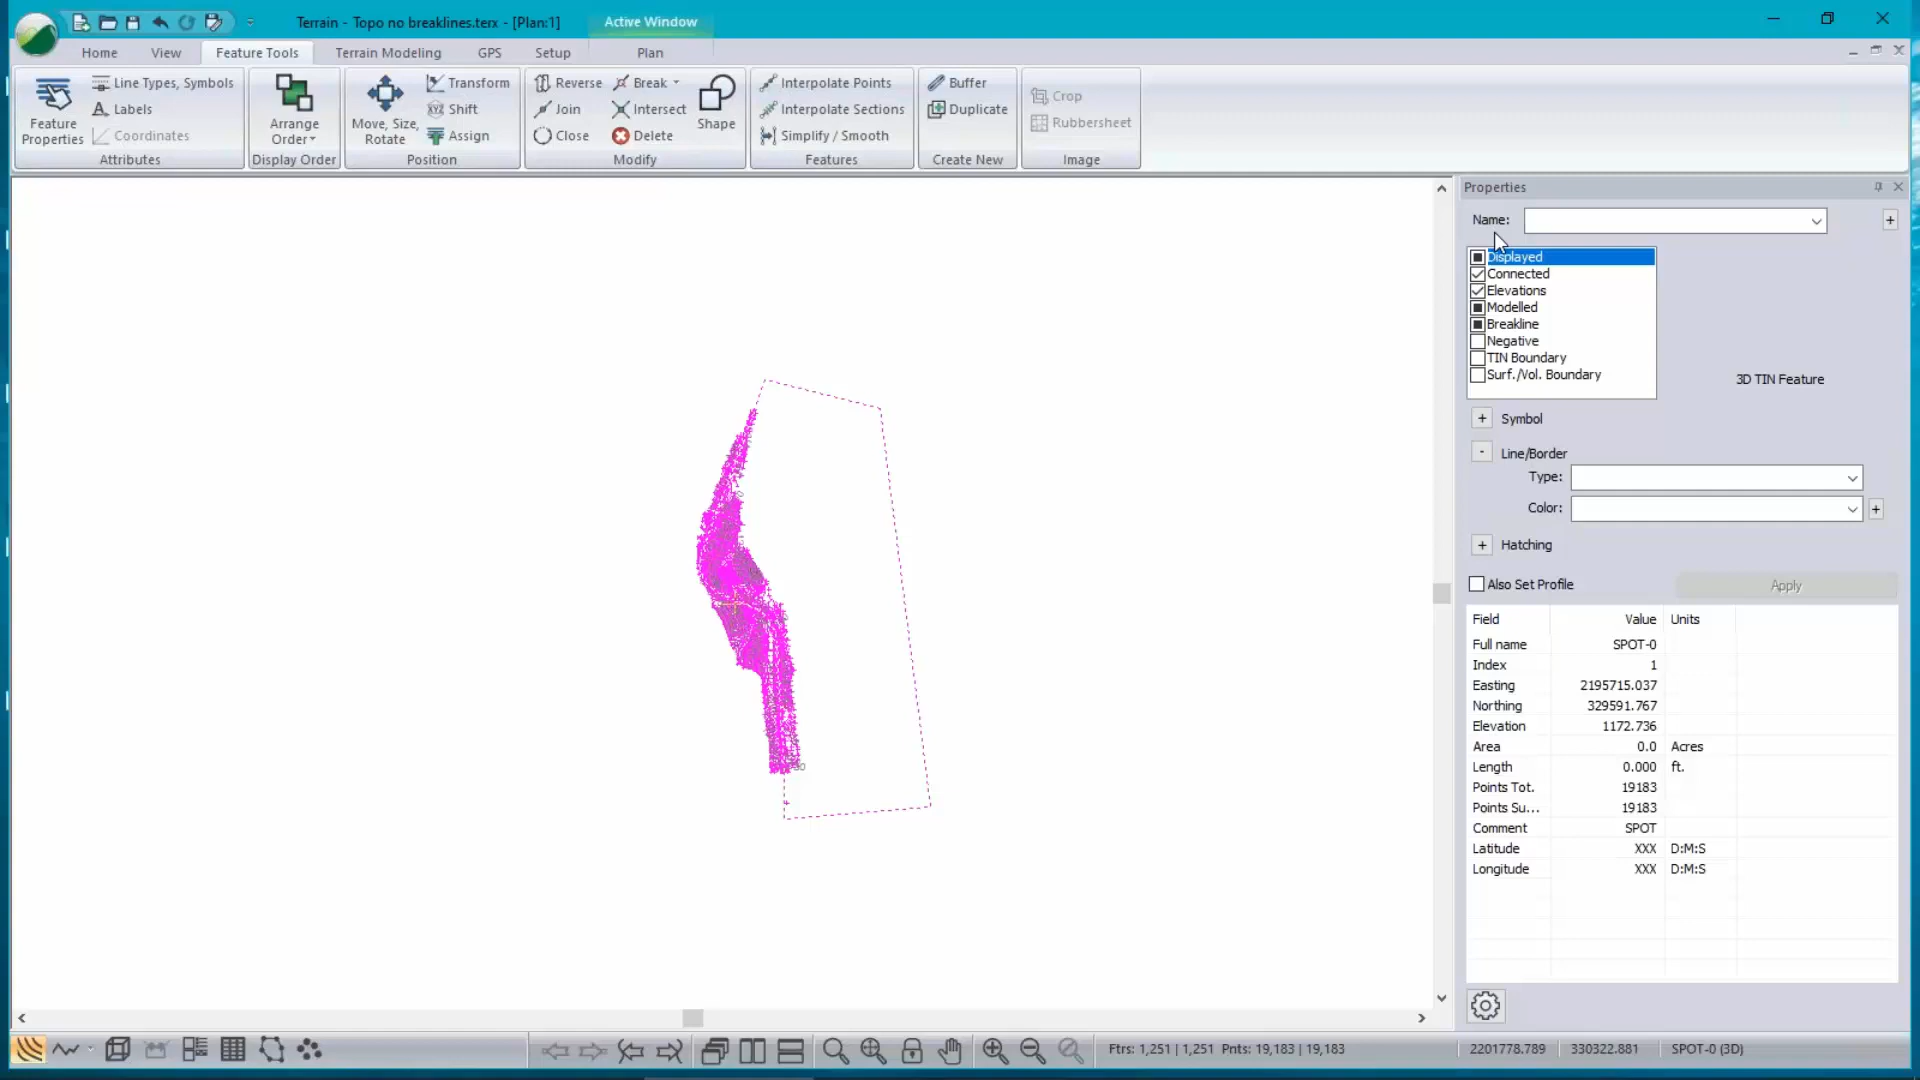 Terrain - Topo no breaklines.terx - [Plan:1]
Active Window
Home View Feature Tools Terrain Modeling GPS Setup Plan
Feature Properties
Line Types, Symbols
Labels
Coordinates
Attributes
Arrange Order
Display Order
Move, Size, Rotate
Transform
XYZ Shift
Assign
Position
Reverse Break
Join Intersect
Close Delete
Shape
Modify
Interpolate Points
Interpolate Sections
Simplify / Smooth
Features
Buffer
Duplicate
Create New
Crop
Rubbersheet
Image
Properties
Name:
Displayed
Connected
Elevations
Modelled
Breakline
Negative
TIN Boundary
Surf./Vol. Boundary
3D TIN Feature
+ Symbol
- Line/Border
Type:
Color:
+ Hatching
Also Set Profile
Apply
Field Value Units
Full name SPOT-0
Index 1
Easting 2195715.037
Northing 329591.767
Elevation 1172.736
Area 0.0 Acres
Length 0.000 ft.
Points Tot. 19183
Points Su... 19183
Comment SPOT
Latitude XXX D:M:S
Longitude XXX D:M:S
Ftrs: 1,251 | 1,251 Pnts: 19,183 | 19,183
2201778.789 330322.881 SPOT-0 (3D)